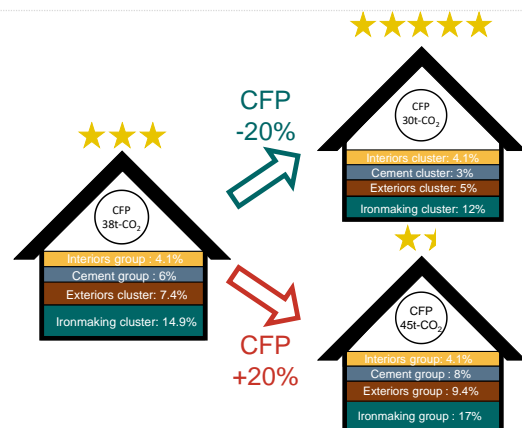 CFP
-20%
CFP
30t-CO₂
Interiors cluster: 4.1%
Cement cluster: 3%
Exteriors cluster: 5%
Ironmaking cluster: 12%
CFP
38t-CO₂
Interiors group : 4.1%
Cement group : 6%
Exteriors cluster: 7.4%
Ironmaking cluster: 14.9%
CFP
+20%
CFP
45t-CO₂
Interiors group: 4.1%
Cement group : 8%
Exteriors group : 9.4%
Ironmaking group : 17%